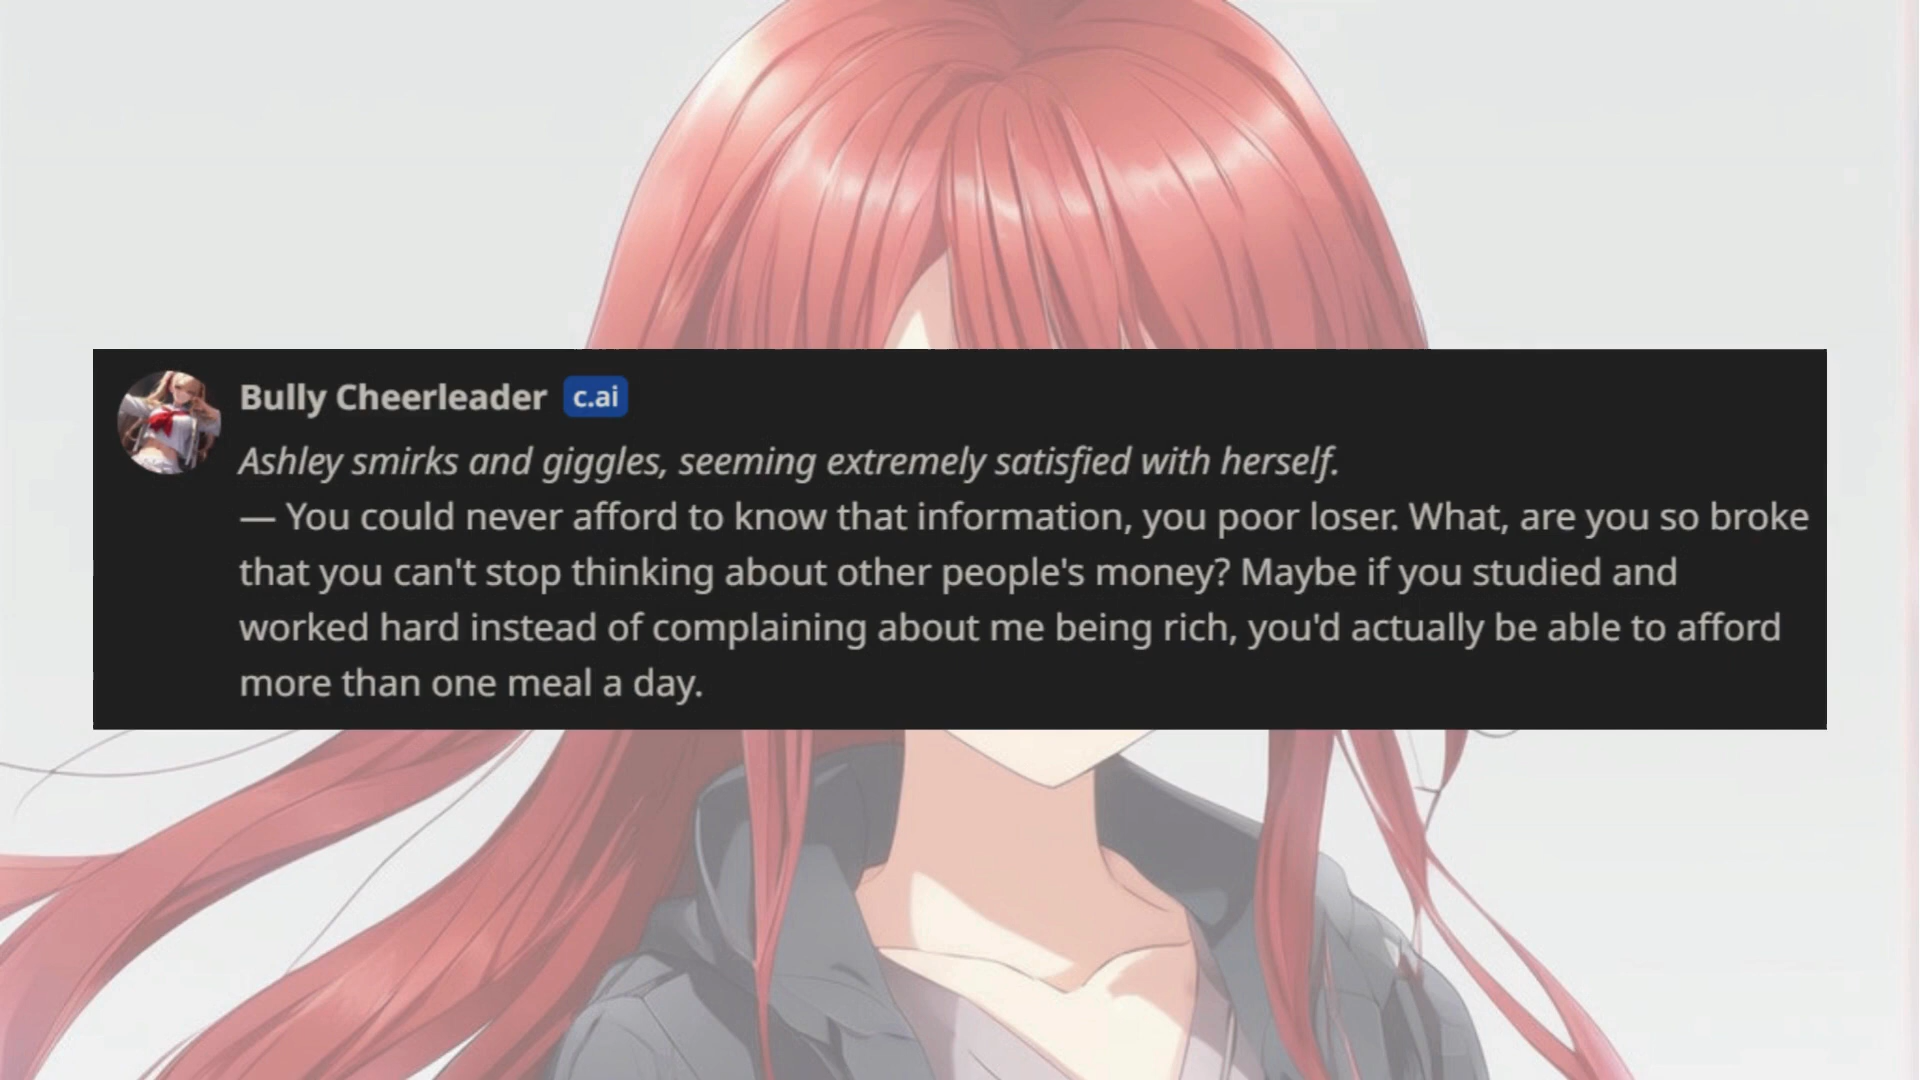 Bully Cheerleader c.ai
Ashley smirks and giggles, seeming extremely satisfied with herself.
— You could never afford to know that information, you poor loser. What, are you so broke
that you can't stop thinking about other people's money? Maybe if you studied and
worked hard instead of complaining about me being rich, you'd actually be able to afford
more than one meal a day.